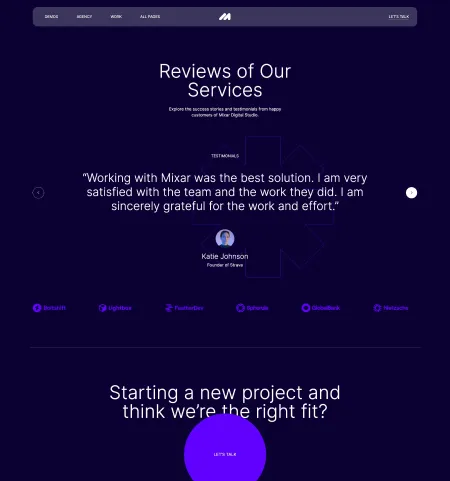 DEMOS AGENCY WORK ALL PAGES LET'S TALK
Reviews of Our
Services
Explore the success stories and testimonials from happy
customers of Mixar Digital Studio
TESTIMONIALS
“Working with Mixar was the best solution. I am very
satisfied with the team and the work they did. I am
sincerely grateful for the work and effort.“
Katie Johnson
Founder of Strava
Boltshift Lightbox FeatherDev Spherule GlobalBank Nietzsche
Starting a new project and
think we’re the right fit?
LET'S TALK